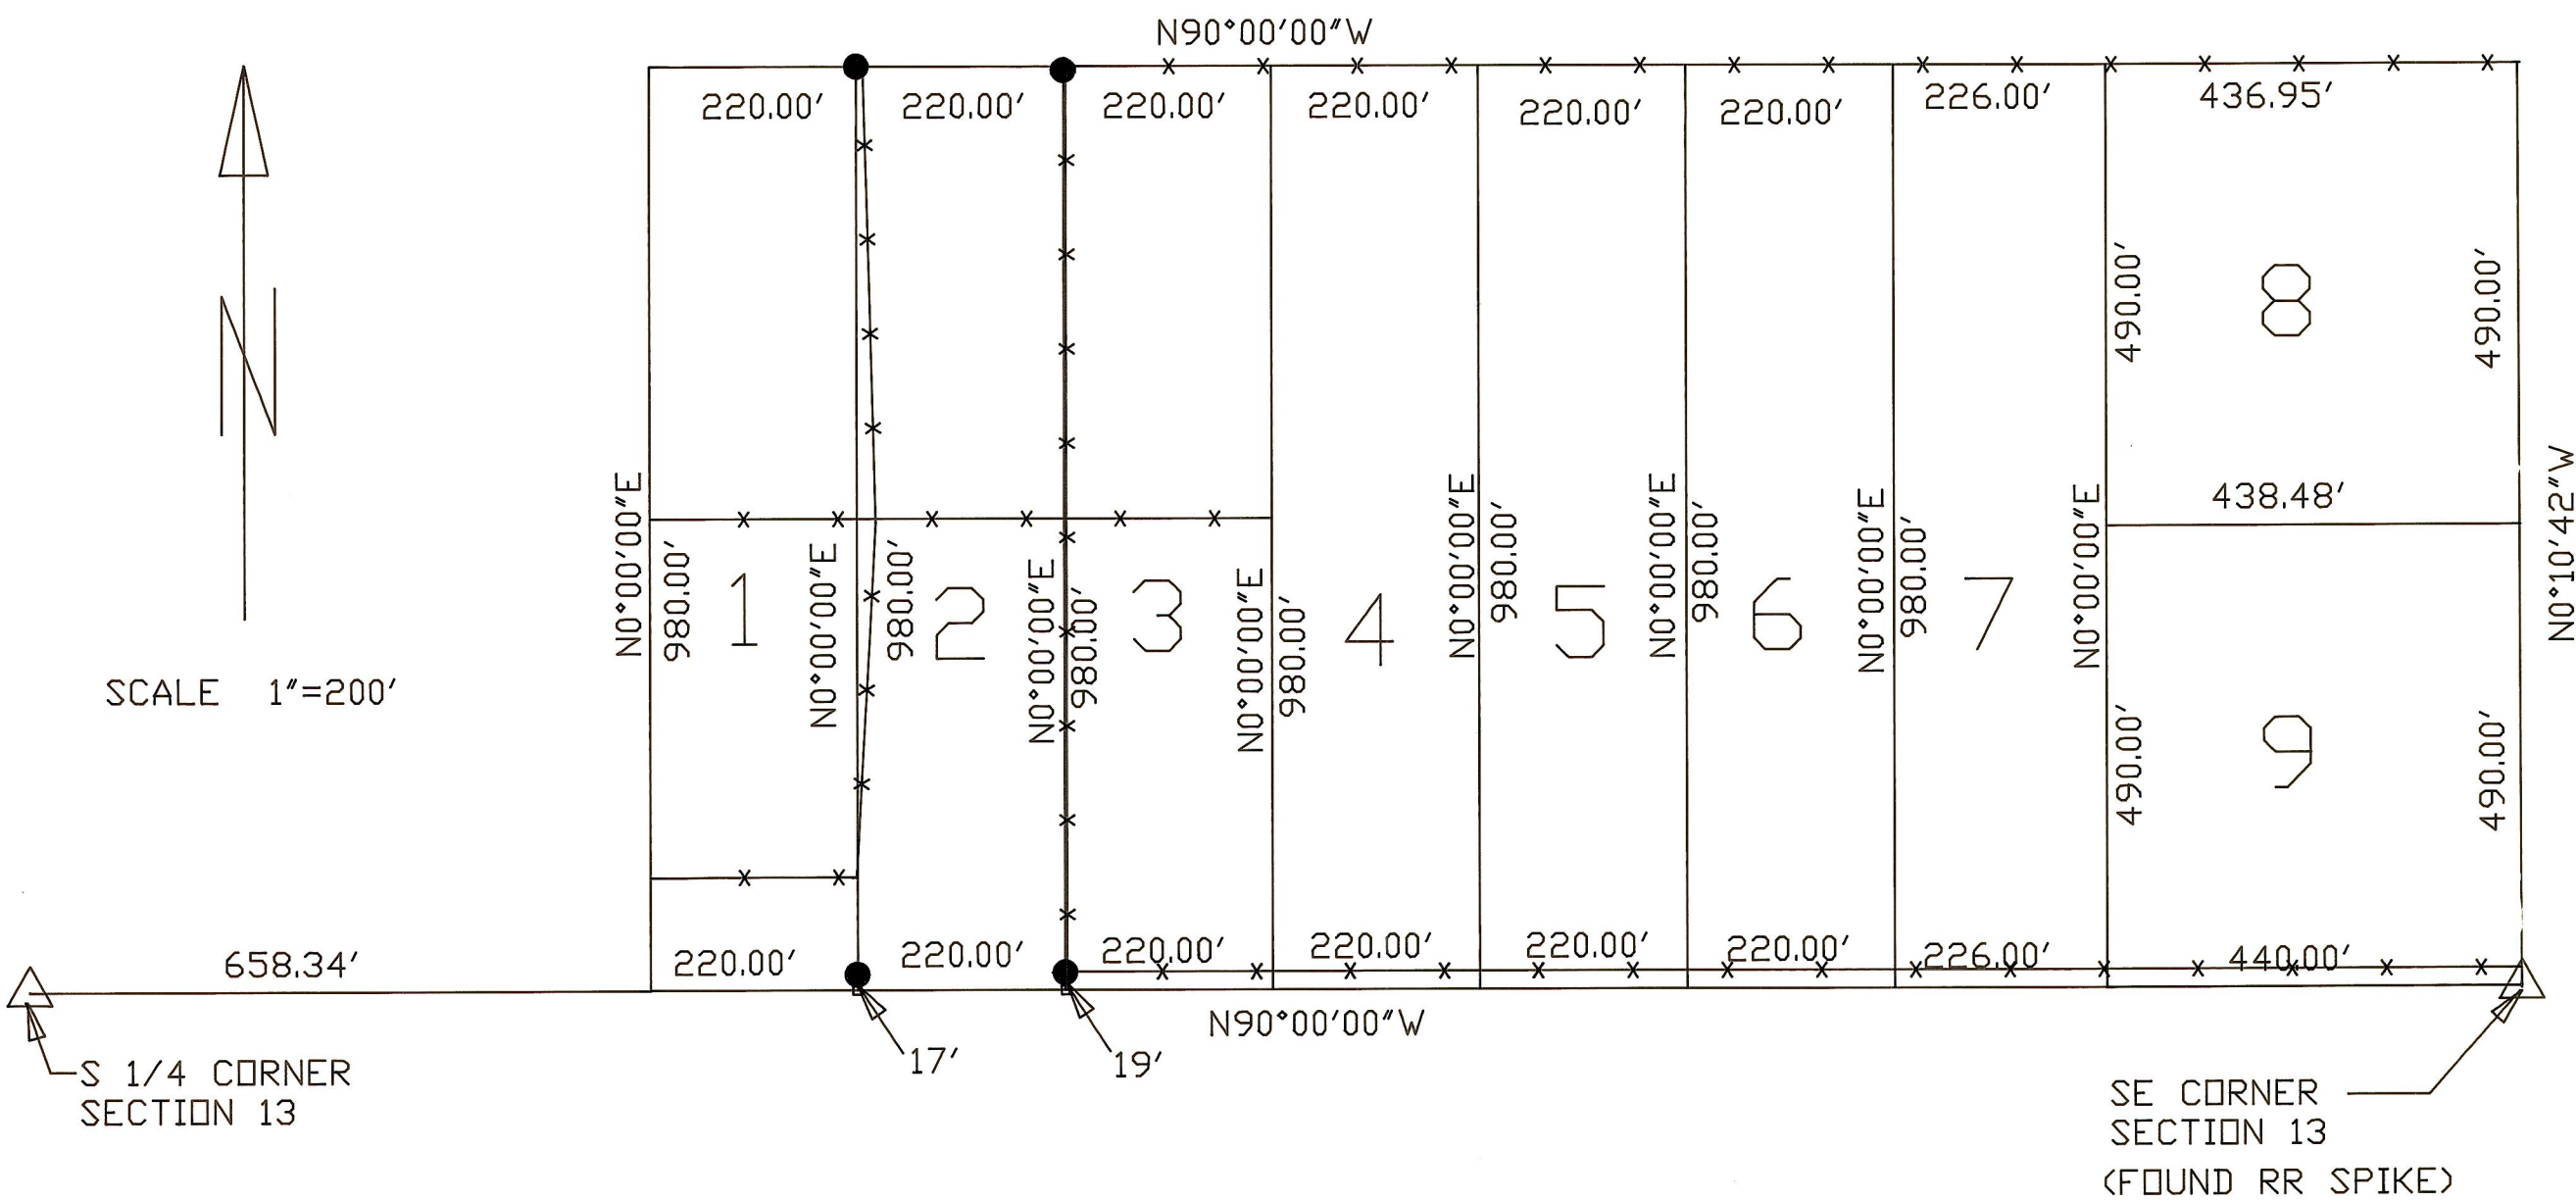 N90°00'00"W
220.00'
220.00'
220.00'
220.00'
220.00'
220.00'
226.00'
436.95'
N
SCALE 1"=200'
N0°00'00"E
980.00'
1
N0°00'00"E
980.00'
2
N0°00'00"E
980.00'
3
N0°00'00"E
980.00'
4
N0°00'00"E
980.00'
5
N0°00'00"E
980.00'
6
N0°00'00"E
980.00'
7
N0°00'00"E
490.00'
8
490.00'
438.48'
N0°10'42"W
490.00'
9
490.00'
658.34'
220.00'
220.00'
220.00'
220.00'
220.00'
220.00'
226.00'
440.00'
N90°00'00"W
17'
19'
S 1/4 CORNER
SECTION 13
SE CORNER
SECTION 13
(FOUND RR SPIKE)